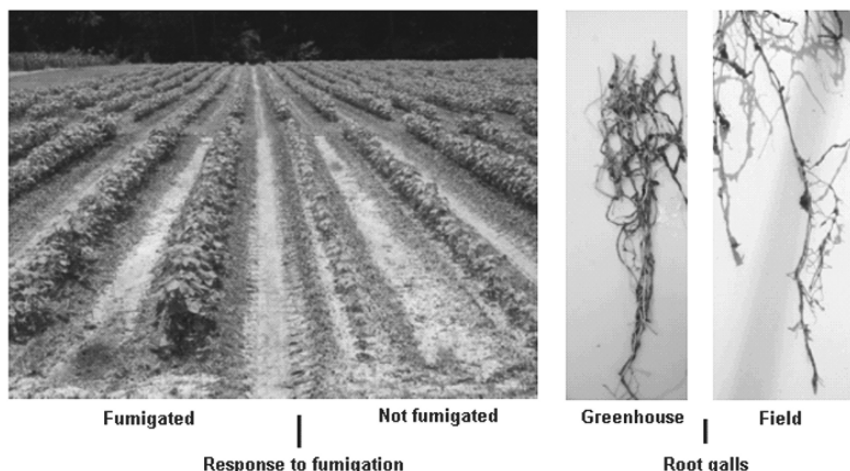 Fumigated Not fumigated Greenhouse Field
Response to fumigation Root galls